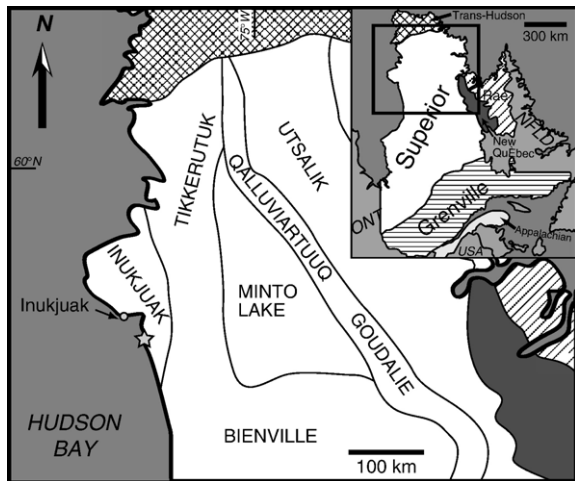 N
75°W
Trans-Hudson
300 km
Rae
NFLD
Superior
New
QuÈbec
60°N
TIKKERUTUK
UTSALIK
QALLUVIARTUUQ
Grenville
ONT
Appalachian
USA
INUKJUAK
MINTO
LAKE
Inukjuak
GOUDALIE
HUDSON
BAY
BIENVILLE
100 km